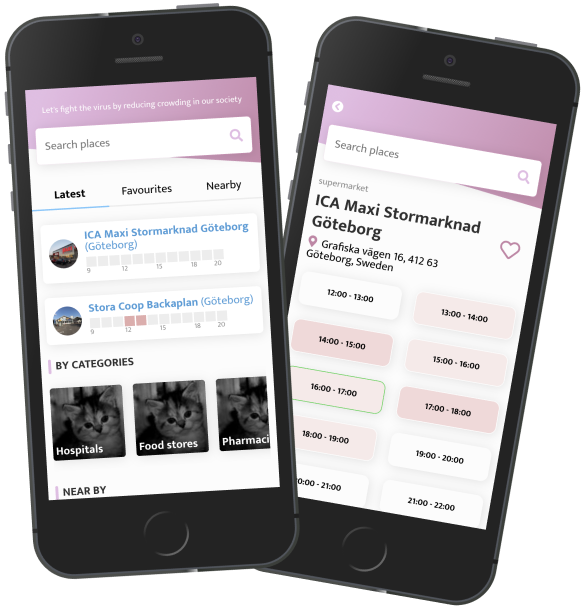 Let's fight the virus by reducing crowding in our society
Search places
Latest Favourites Nearby
ICA Maxi Stormarknad Göteborg
(Göteborg)
9 12 15 18 20
Stora Coop Backaplan (Göteborg)
9 12 15 18 20
BY CATEGORIES
Hospitals Food stores Pharmaci
NEAR BY
Search places
supermarket
ICA Maxi Stormarknad
Göteborg
Grafiska vägen 16, 412 63
Göteborg, Sweden
12:00 - 13:00 13:00 - 14:00
14:00 - 15:00 15:00 - 16:00
16:00 - 17:00 17:00 - 18:00
18:00 - 19:00 19:00 - 20:00
0:00 - 21:00 21:00 - 22:00